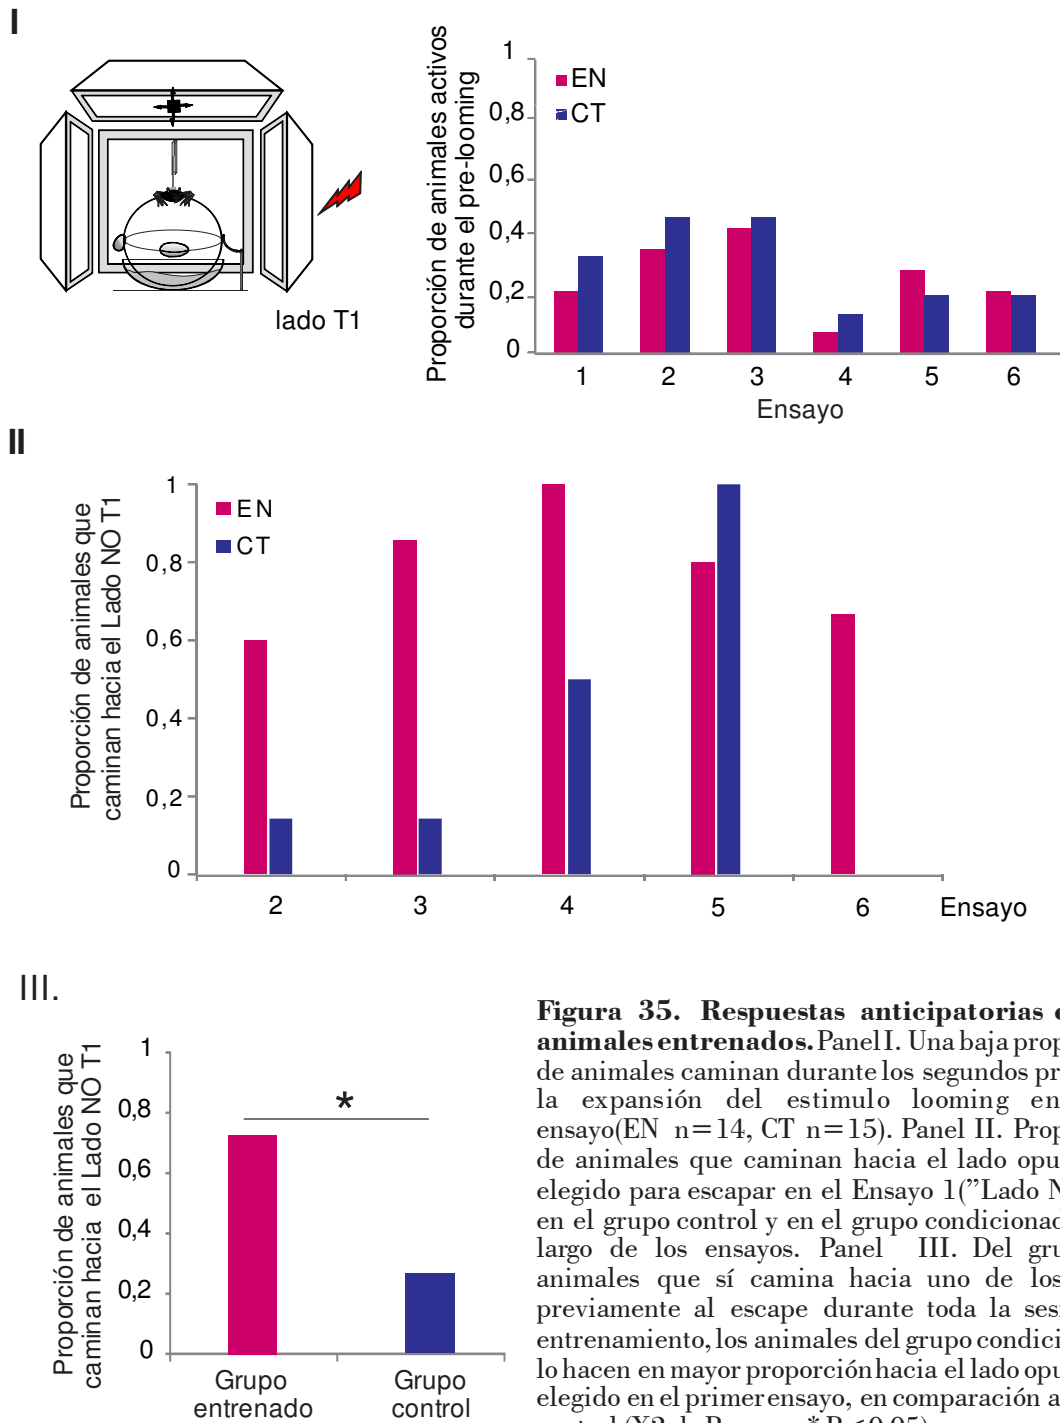 I
Proporción de animales activos
durante el pre-looming
1
0,8
0,6
0,4
0,2
0
EN
CT
1 2 3 4 5 6
Ensayo
lado T1
II
Proporción de animales que
caminan hacia el Lado NO T1
1
0,8
0,6
0,4
0,2
0
EN
CT
2 3 4 5 6 Ensayo
III.
Proporción de animales que
caminan hacia el Lado NO T1
1
0,8
0,6
0,4
0,2
0
*
Grupo
entrenado
Grupo
control
Figura 35. Respuestas anticipatorias
animales entrenados. Panel I. Una baja
de animales caminan durante los segundos
la expansión del estimulo looming en
ensayo(EN n=14, CT n=15). Panel II.
de animales que caminan hacia el lado
elegido para escapar en el Ensayo 1("Lado
en el grupo control y en el grupo
largo de los ensayos. Panel III. Del
animales que sí camina hacia uno de los
previamente al escape durante toda la
entrenamiento, los animales del grupo
lo hacen en mayor proporción hacia el lado
elegido en el primer ensayo, en comparación a